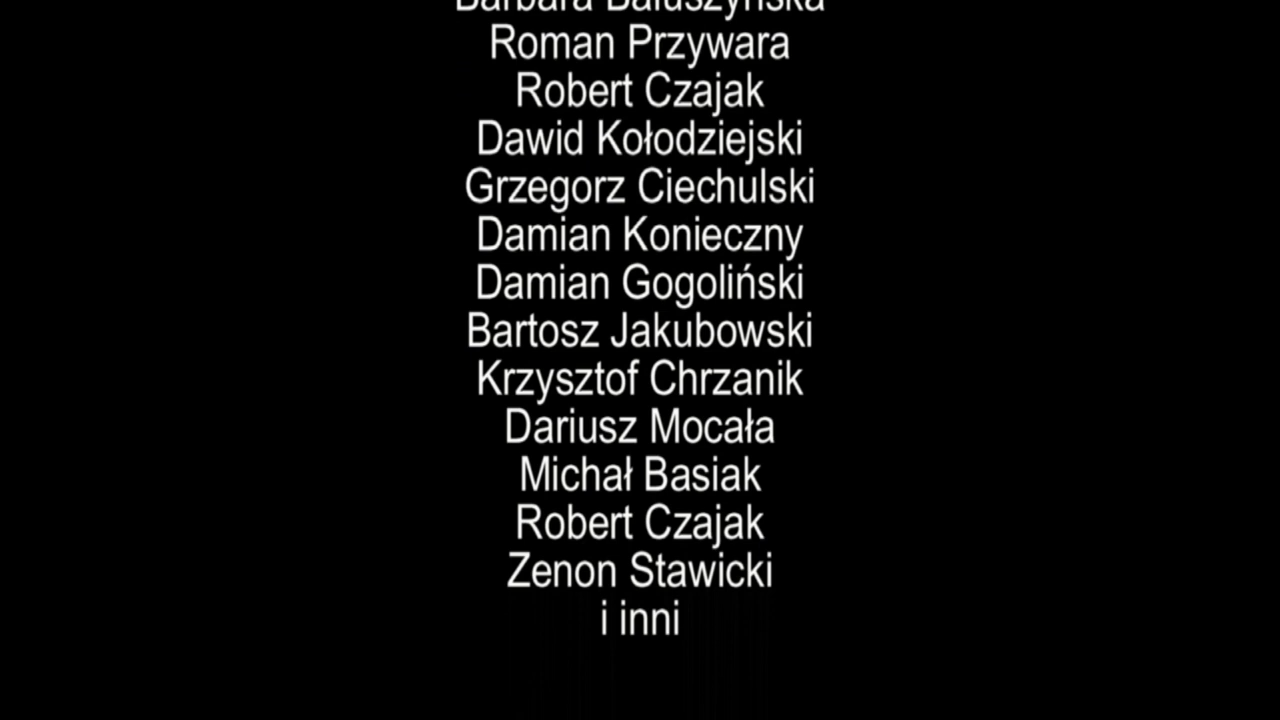 Barbara
Roman Przywara
Robert Czajak
Dawid Kołodziejski
Grzegorz Ciechulski
Damian Konieczny
Damian Gogoliński
Bartosz Jakubowski
Krzysztof Chrzanik
Dariusz Mocała
Michał Basiak
Robert Czajak
Zenon Stawicki
i inni